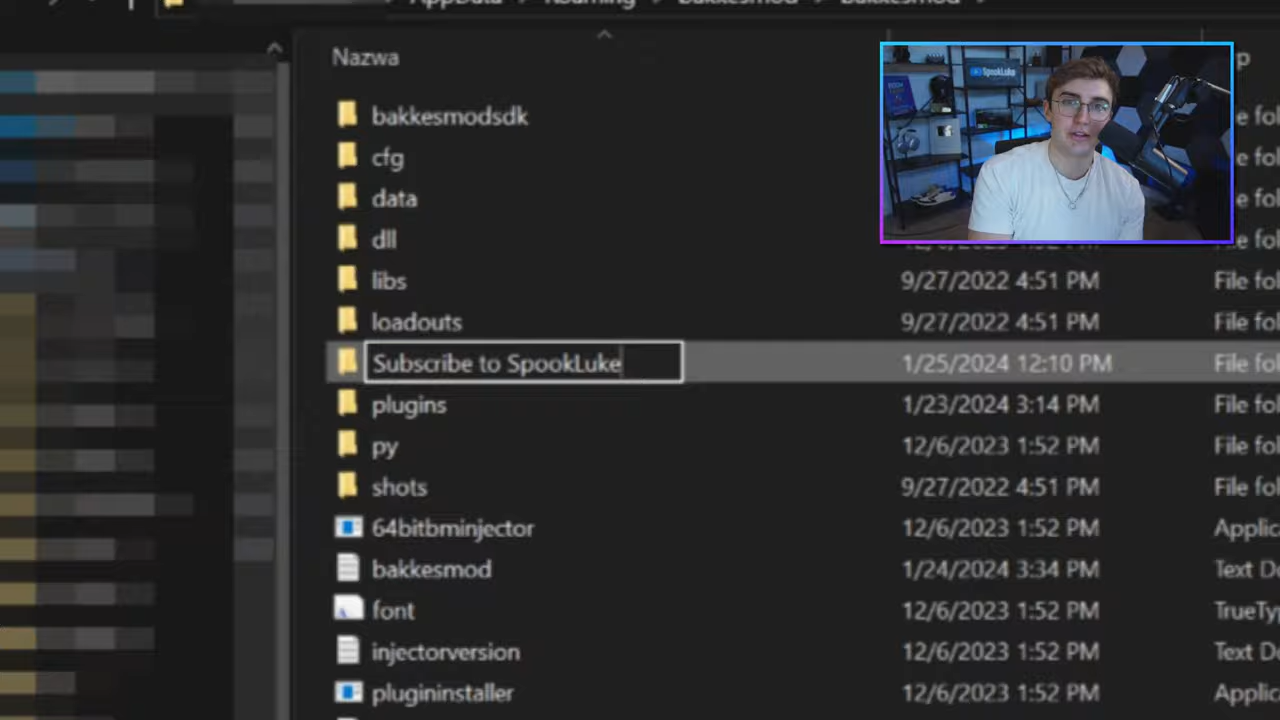 AppData > Roaming > bakkesmod > bakkesmod >
Nazwa
bakkesmodsdk
cfg
data
dll
libs 9/27/2022 4:51 PM File fol
loadouts 9/27/2022 4:51 PM File fol
Subscribe to SpookLuke 1/25/2024 12:10 PM File fol
plugins 1/23/2024 3:14 PM File fol
py 12/6/2023 1:52 PM File fol
shots 9/27/2022 4:51 PM File fol
64bitbminjector 12/6/2023 1:52 PM Applic
bakkesmod 1/24/2024 3:34 PM Text Do
font 12/6/2023 1:52 PM TrueTyp
injectorversion 12/6/2023 1:52 PM Text Do
plugininstaller 12/6/2023 1:52 PM Applic
SpookLuke